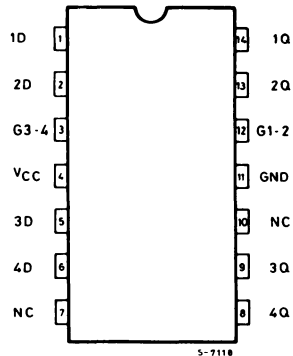 1D 1 14 1Q
2D 2 13 2Q
G3-4 3 12 G1-2
VCC 4 11 GND
3D 5 10 NC
4D 6 9 3Q
NC 7 8 4Q
S-7118